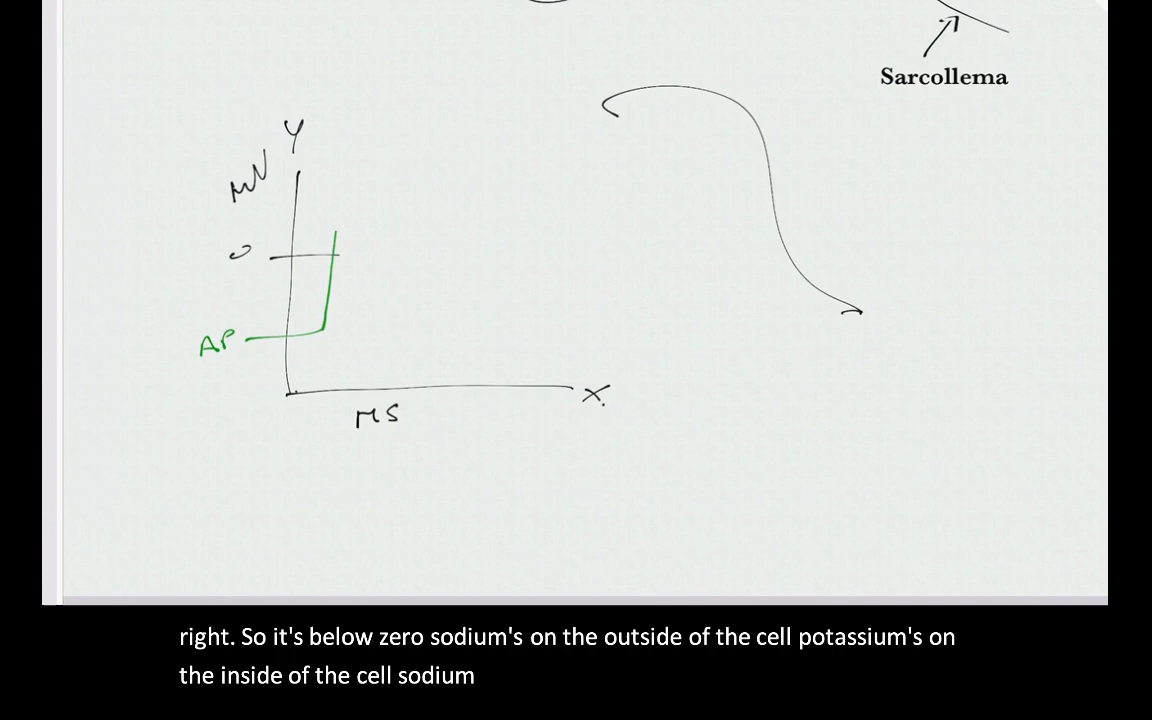 Sarcollema
Y
MV
0
AP
X.
MS
right. So it's below zero sodium's on the outside of the cell potassium's on
the inside of the cell sodium